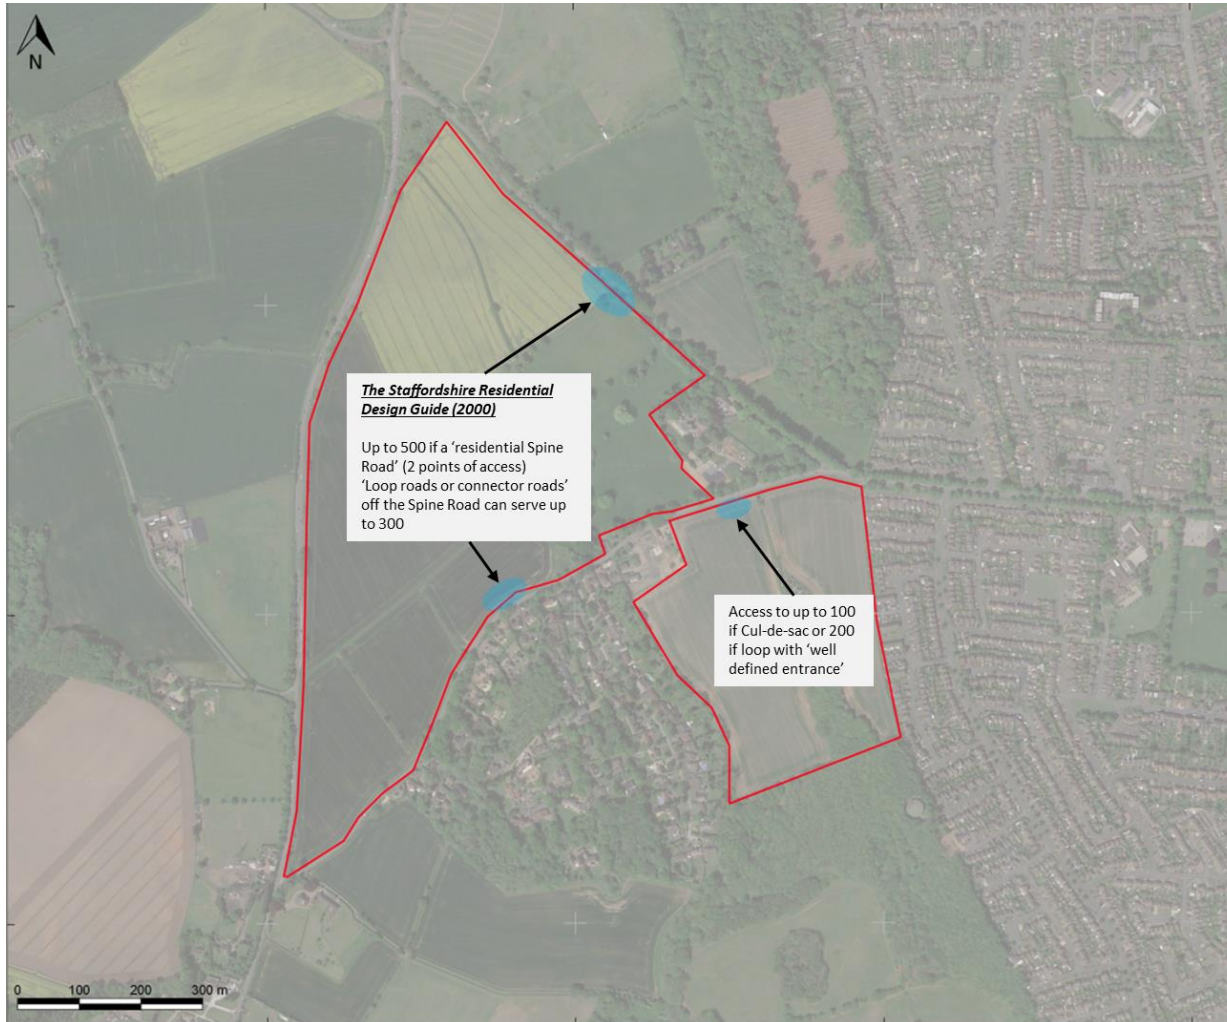 N
The Staffordshire Residential
Design Guide (2000)
Up to 500 if a ‘residential Spine
Road’ (2 points of access)
‘Loop roads or connector roads’
off the Spine Road can serve up
to 300
Access to up to 100
if Cul-de-sac or 200
if loop with ‘well
defined entrance’
0 100 200 300 m